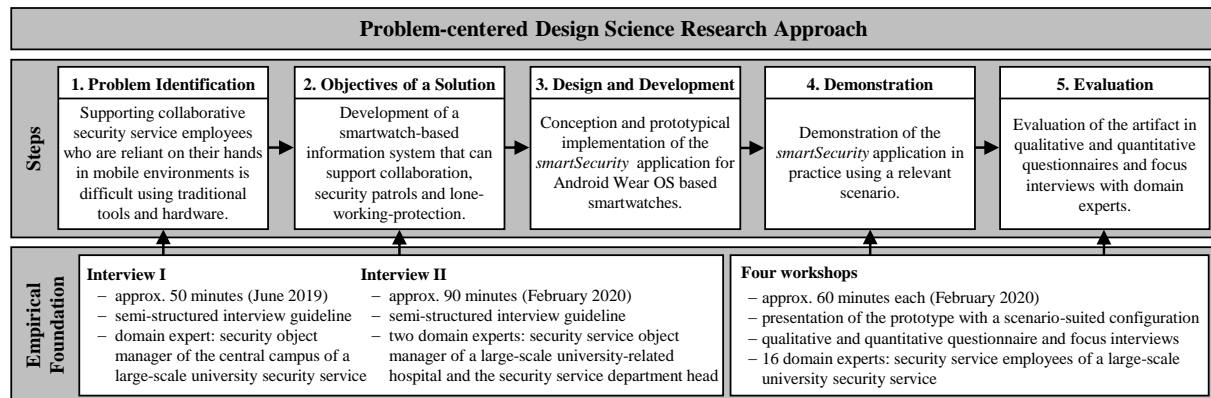 Problem-centered Design Science Research Approach
Steps
1. Problem Identification
Supporting collaborative
security service employees
who are reliant on their hands
in mobile environments is
difficult using traditional
tools and hardware.
2. Objectives of a Solution
Development of a
smartwatch-based
information system that can
support collaboration,
security patrols and lone-
working-protection.
3. Design and Development
Conception and prototypical
implementation of the
smartSecurity application for
Android Wear OS based
smartwatches.
4. Demonstration
Demonstration of the
smartSecurity application in
practice using a relevant
scenario.
5. Evaluation
Evaluation of the artifact in
qualitative and quantitative
questionnaires and focus
interviews with domain
experts.
Empirical
Foundation
Interview I
– approx. 50 minutes (June 2019)
– semi-structured interview guideline
– domain expert: security object
manager of the central campus of a
large-scale university security service
Interview II
– approx. 90 minutes (February 2020)
– semi-structured interview guideline
– two domain experts: security service object
manager of a large-scale university-related
hospital and the security service department head
Four workshops
– approx. 60 minutes each (February 2020)
– presentation of the prototype with a scenario-suited configuration
– qualitative and quantitative questionnaire and focus interviews
– 16 domain experts: security service employees of a large-scale
university security service